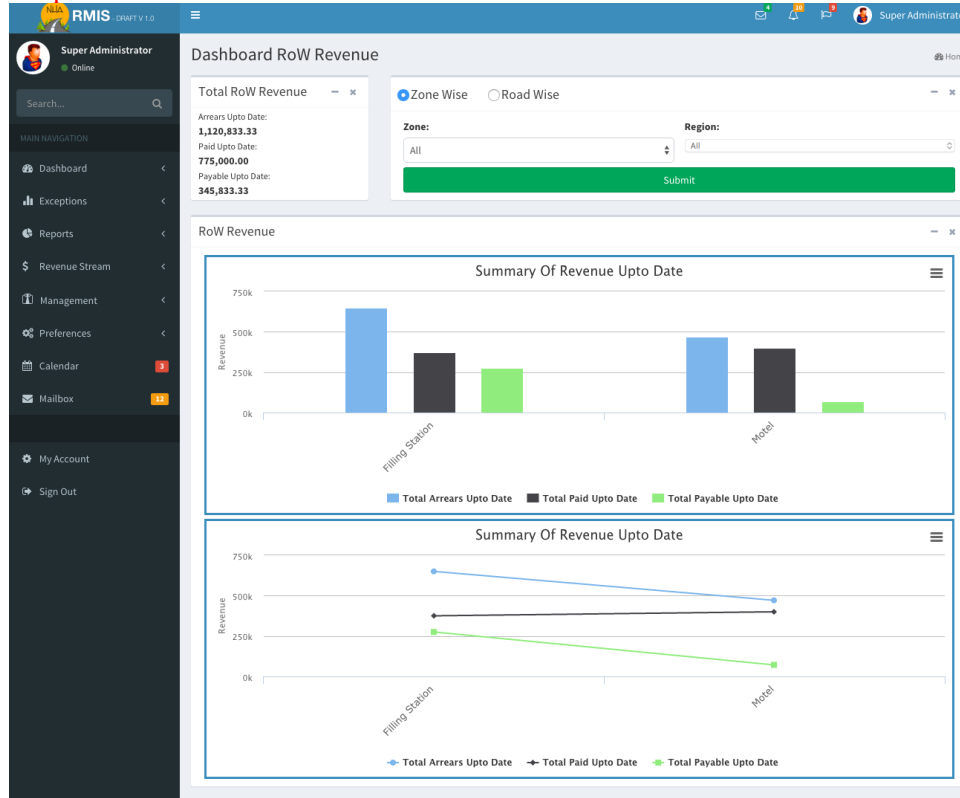 NHA
RMIS - DRAFT V 1.0
4
10
9
Super Administrat
Super Administrator
Online
Search...
MAIN NAVIGATION
Dashboard
Exceptions
Reports
$ Revenue Stream
Management
Preferences
Calendar 3
Mailbox 12
My Account
Sign Out
Dashboard RoW Revenue
Hom
Total RoW Revenue
Arrears Upto Date:
1,120,833.33
Paid Upto Date:
775,000.00
Payable Upto Date:
345,833.33
Zone Wise Road Wise
Zone: Region:
All All
Submit
RoW Revenue
Summary Of Revenue Upto Date
750k
500k
250k
0k
Revenue
Filling Station
Motel
Total Arrears Upto Date Total Paid Upto Date Total Payable Upto Date
Summary Of Revenue Upto Date
750k
500k
250k
0k
Revenue
Filling Station
Motel
Total Arrears Upto Date Total Paid Upto Date Total Payable Upto Date